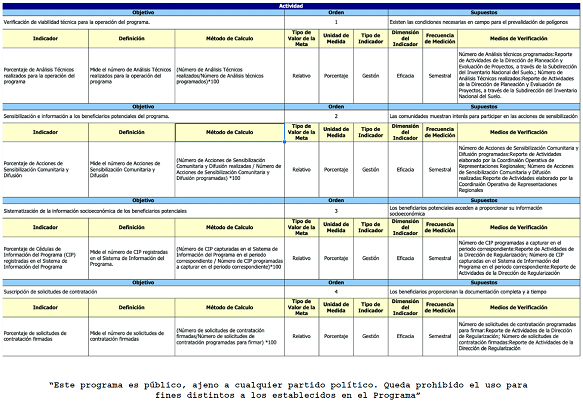 Actividad
Objetivo Orden Supuestos
Verificación de viabilidad técnica para la operación del programa. 1 Existen las condiciones necesarias en campo para el prevalidación de polígonos
Indicador Definición Método de Calculo Tipo de Valor de la Meta Unidad de Medida Tipo de Indicador Dimensión del Indicador Frecuencia de Medición Medios de Verificación
Porcentaje de Análisis Técnicos realizados para la operación del programa
Mide el número de Análisis Técnicos realizados para la operación del programa
(Número de Análisis Técnicos realizados/Número de Análisis Técnicos programados)*100
Relativo Porcentaje Gestión Eficacia Semestral
Número de Análisis Técnicos programados:Reporte de Actividades de la Dirección de Planeación y Evaluación de Proyectos, a través de la Subdirección del Inventario Nacional del Suelo.; Número de Análisis Técnicos realizados:Reporte de Actividades de la Dirección de Planeación y Evaluación de Proyectos, a través de la Subdirección del Inventario Nacional del Suelo.
Objetivo Orden Supuestos
Sensibilización e información a los beneficiarios potenciales del programa. 2 Las comunidades muestran interés para participar en las acciones de sensibilización
Indicador Definición Método de Calculo Tipo de Valor de la Meta Unidad de Medida Tipo de Indicador Dimensión del Indicador Frecuencia de Medición Medios de Verificación
Porcentaje de Acciones de Sensibilización Comunitaria y Difusión
Mide el número de Acciones de Sensibilización Comunitaria y Difusión
(Número de Acciones de Sensibilización Comunitaria y Difusión realizadas / Número de Acciones de Sensibilización Comunitaria y Difusión programadas) *100
Relativo Porcentaje Gestión Eficacia Semestral
Número de Acciones de Sensibilización Comunitaria y Difusión programadas:Reporte de Actividades elaborado por la Coordinaión Operativa de Representaciones Regionales; Número de Acciones de Sensibilización Comunitaria y Difusión realizadas:Reporte de Actividades elaborado por la Coordinaión Operativa de Representaciones Regionales
Objetivo Orden Supuestos
Sistematización de la información socioeconómica de los beneficiarios potenciales 3 Los beneficiarios potenciales acceden a proporcionar su información socioeconómica
Indicador Definición Método de Calculo Tipo de Valor de la Meta Unidad de Medida Tipo de Indicador Dimensión del Indicador Frecuencia de Medición Medios de Verificación
Porcentaje de Cédulas de Información del Programa (CIP) registradas en el Sistema de Información del Programa
Mide el número de CIP registradas en el Sistema de Información del Programa.
(Número de CIP capturadas en el Sistema de Información del Programa en el periodo correspondiente / Número de CIP programadas a capturar en el periodo correspondiente)*100
Relativo Porcentaje Gestión Eficacia Semestral
Número de CIP programadas a capturar en el periodo correspondiente:Reporte de Actividades de la Dirección de Regularización; Número de CIP capturadas en el Sistema de Información del Programa en el periodo correspondiente:Reporte de Actividades de la Dirección de Regularización
Objetivo Orden Supuestos
Suscripción de solicitudes de contratación 4 Los beneficiarios proporcionan la documentación completa y a tiempo
Indicador Definición Método de Calculo Tipo de Valor de la Meta Unidad de Medida Tipo de Indicador Dimensión del Indicador Frecuencia de Medición Medios de Verificación
Porcentaje de solicitudes de contratación firmadas
Mide el número de solicitudes de contratación firmadas
(Número de solicitudes de contratación firmadas/Número de solicitudes de contratación programadas para firmar) *100
Relativo Porcentaje Gestión Eficacia Semestral
Número de solicitudes de contratación programadas para firmar:Reporte de Actividades de la Dirección de Regularización; Número de solicitudes de contratación firmadas:Reporte de Actividades de la Dirección de Regularización
"Este programa es público, ajeno a cualquier partido político. Queda prohibido el uso para
fines distintos a los establecidos en el Programa"